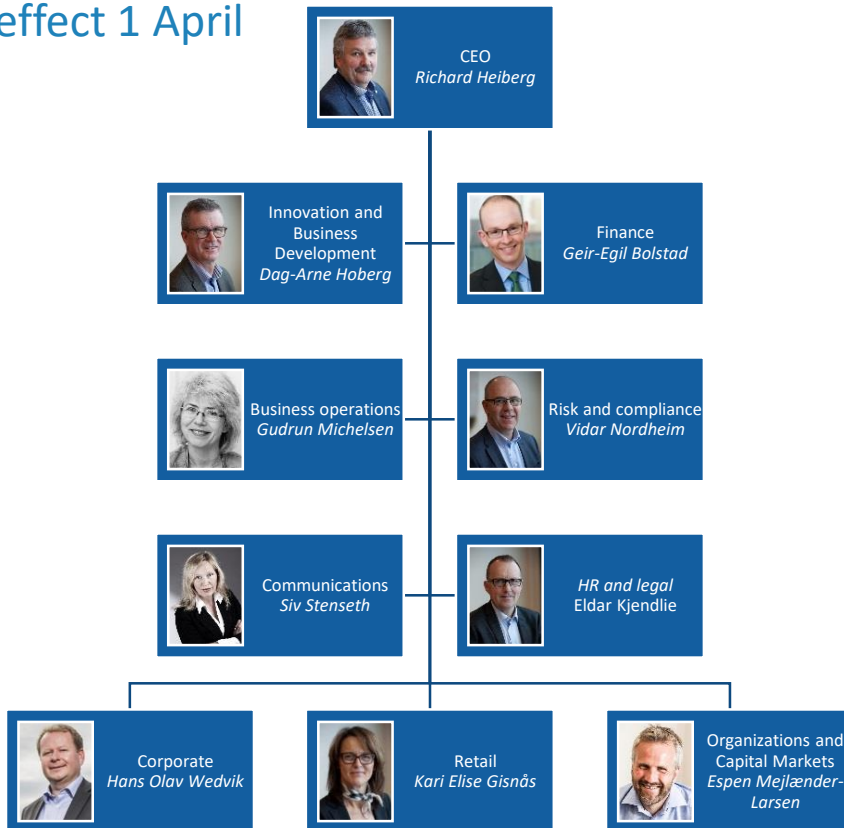 effect 1 April
CEO
Richard Heiberg
Innovation and
Business
Development
Dag-Arne Hoberg
Finance
Geir-Egil Bolstad
Business operations
Gudrun Michelsen
Risk and compliance
Vidar Nordheim
Communications
Siv Stenseth
HR and legal
Eldar Kjendlie
Corporate
Hans Olav Wedvik
Retail
Kari Elise Gisnås
Organizations and
Capital Markets
Espen Mejlænder-
Larsen